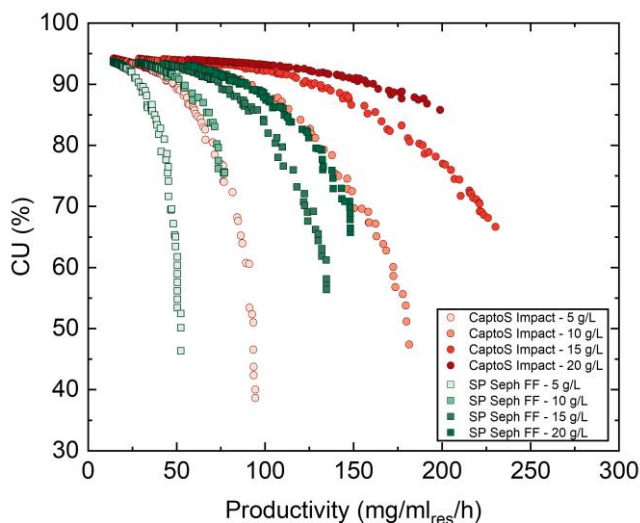 100
90
80
70
60
50
40
30
CU (%)
CaptoS Impact - 5 g/L
CaptoS Impact - 10 g/L
CaptoS Impact - 15 g/L
CaptoS Impact - 20 g/L
SP Seph FF - 5 g/L
SP Seph FF - 10 g/L
SP Seph FF - 15 g/L
SP Seph FF - 20 g/L
0 50 100 150 200 250 300
Productivity (mg/mlres/h)